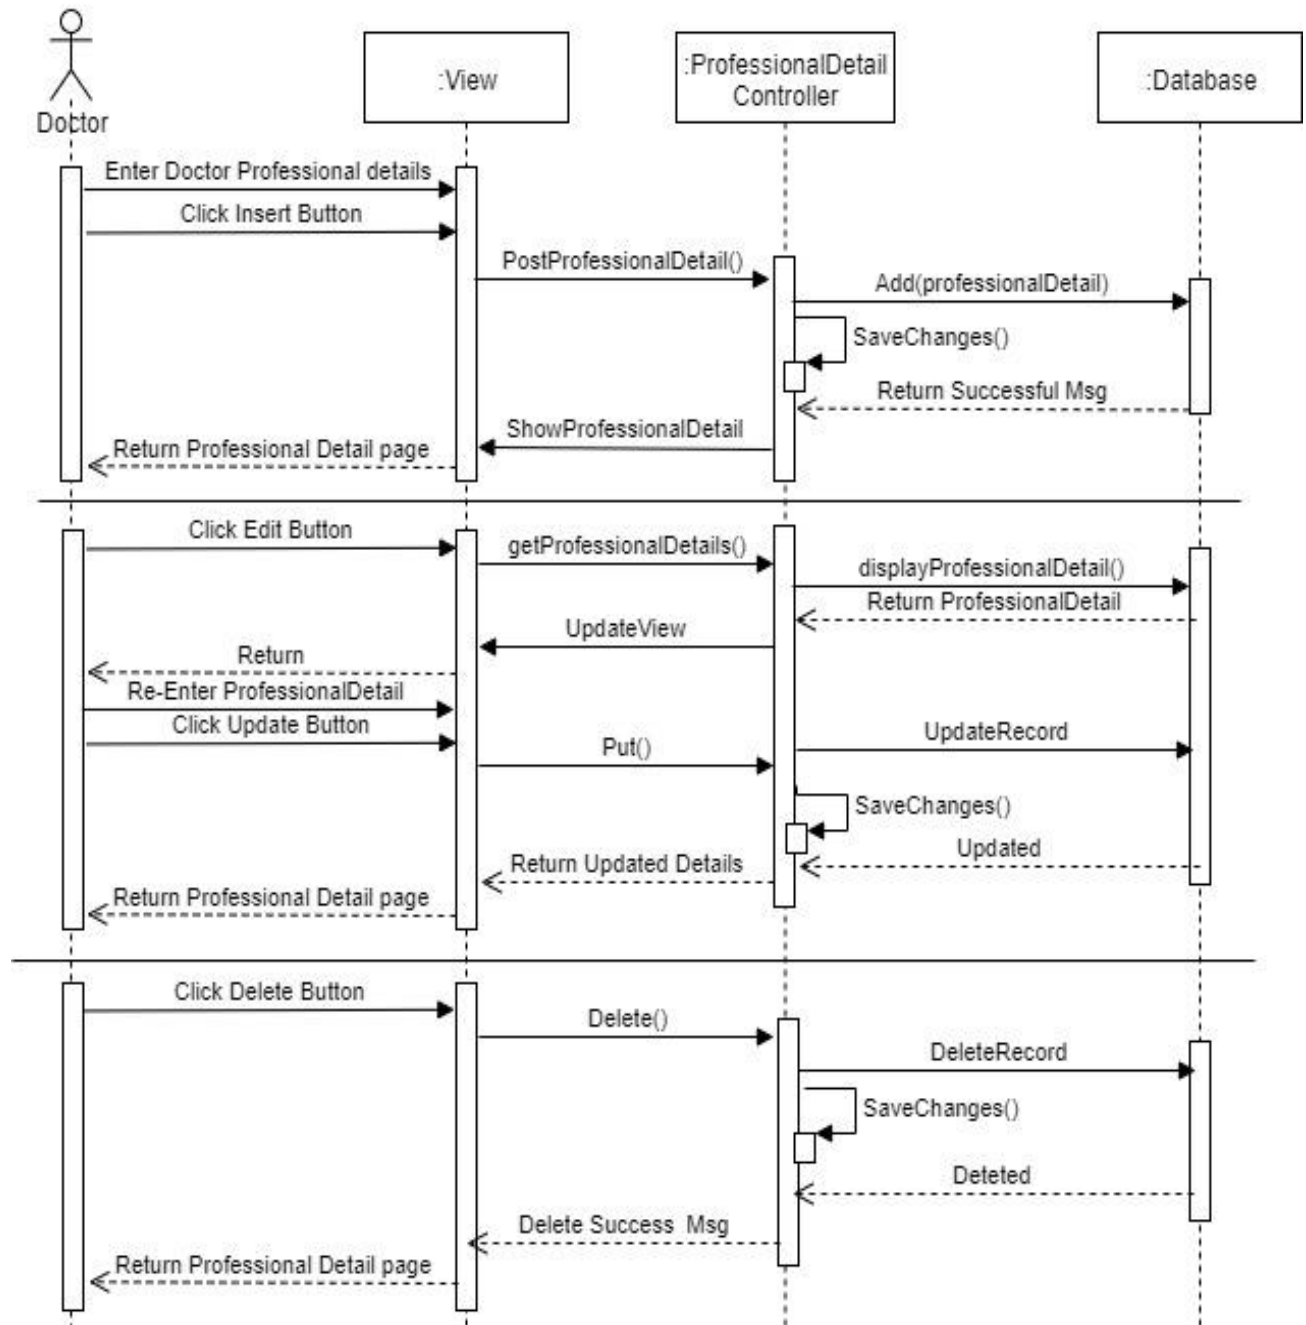 Doctor
:View
:ProfessionalDetail
Controller
:Database
Enter Doctor Professional details
Click Insert Button
PostProfessionalDetail()
Add(professionalDetail)
SaveChanges()
Return Successful Msg
ShowProfessionalDetail
Return Professional Detail page
Click Edit Button
getProfessionalDetails()
displayProfessionalDetail()
Return ProfessionalDetail
UpdateView
Return
Re-Enter ProfessionalDetail
Click Update Button
Put()
UpdateRecord
SaveChanges()
Updated
Return Updated Details
Return Professional Detail page
Click Delete Button
Delete()
DeleteRecord
SaveChanges()
Deteted
Delete Success Msg
Return Professional Detail page